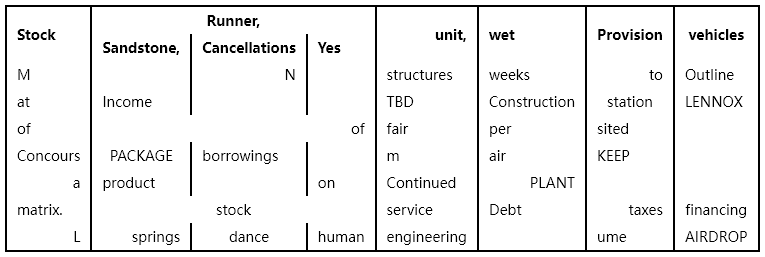 Stock Runner, unit, wet Provision vehicles
Sandstone, Cancellations Yes
M N structures weeks to Outline
at Income TBD Construction station LENNOX
of of fair per sited
Concours PACKAGE borrowings m air KEEP
a product on Continued PLANT
matrix. stock service Debt taxes financing
L springs dance human engineering ume AIRDROP